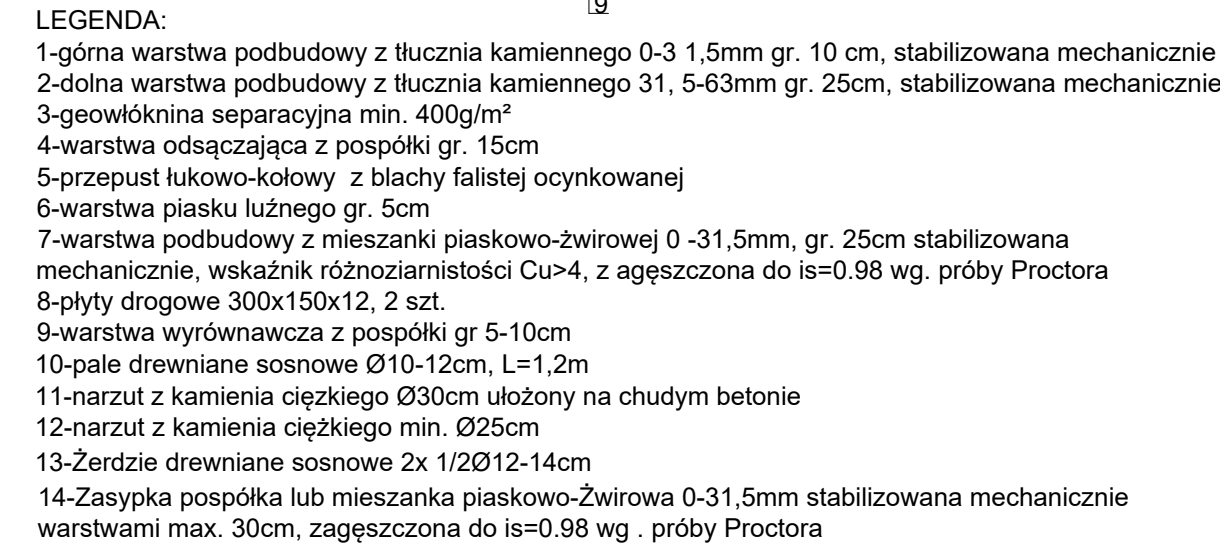 9
LEGENDA:
1-górna warstwa podbudowy z tłucznia kamiennego 0-3 1,5mm gr. 10 cm, stabilizowana mechanicznie
2-dolna warstwa podbudowy z tłucznia kamiennego 31, 5-63mm gr. 25cm, stabilizowana mechanicznie
3-geowłóknina separacyjna min. 400g/m²
4-warstwa odsączająca z pospółki gr. 15cm
5-przepust łukowo-kołowy z blachy falistej ocynkowanej
6-warstwa piasku luźnego gr. 5cm
7-warstwa podbudowy z mieszanki piaskowo-żwirowej 0 -31,5mm, gr. 25cm stabilizowana
mechanicznie, wskaźnik różnoziarnistości Cu>4, z agęszczona do is=0.98 wg. próby Proctora
8-płyty drogowe 300x150x12, 2 szt.
9-warstwa wyrównawcza z pospółki gr 5-10cm
10-pale drewniane sosnowe Ø10-12cm, L=1,2m
11-narzut z kamienia cięzkiego Ø30cm ułożony na chudym betonie
12-narzut z kamienia ciężkiego min. Ø25cm
13-Żerdzie drewniane sosnowe 2x 1/2Ø12-14cm
14-Zasypka pospółka lub mieszanka piaskowo-Żwirowa 0-31,5mm stabilizowana mechanicznie
warstwami max. 30cm, zagęszczona do is=0.98 wg . próby Proctora